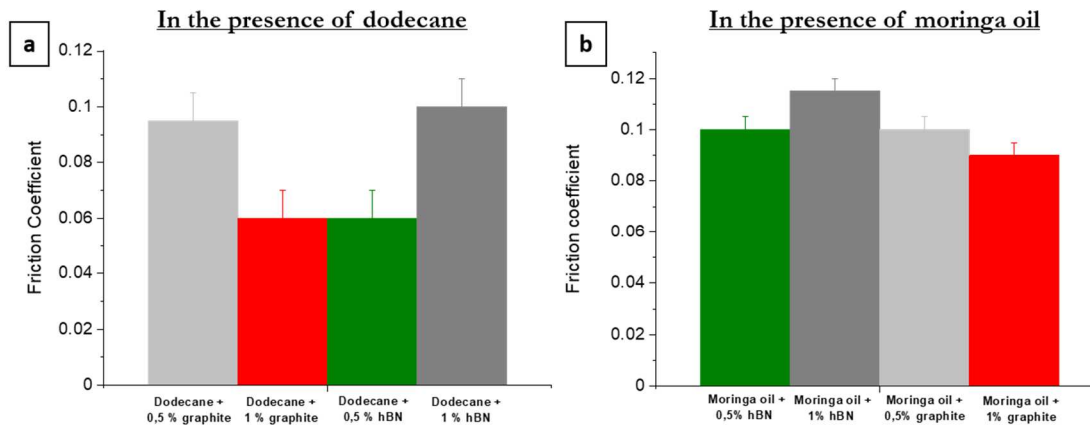 In the presence of dodecane
a
0.12
0.1
0.08
0.06
0.04
0.02
0
Friction Coefficient
Dodecane +
0,5 % graphite
Dodecane +
1 % graphite
Dodecane +
0,5 % hBN
Dodecane +
1 % hBN
In the presence of moringa oil
b
0.12
0.1
0.08
0.06
0.04
0.02
0
Friction coefficient
Moringa oil +
0,5% hBN
Moringa oil +
1% hBN
Moringa oil +
0,5% graphite
Moringa oil +
1% graphite